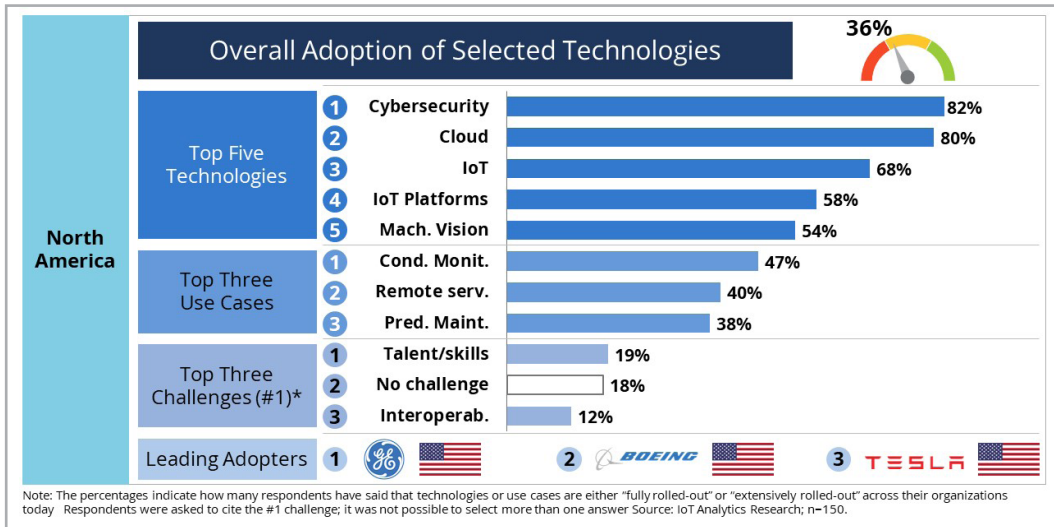 Overall Adoption of Selected Technologies
36%
North
America
Top Five
Technologies
1 Cybersecurity 82%
2 Cloud 80%
3 IoT 68%
4 IoT Platforms 58%
5 Mach. Vision 54%
Top Three
Use Cases
1 Cond. Monit. 47%
2 Remote serv. 40%
3 Pred. Maint. 38%
Top Three
Challenges (#1)*
1 Talent/skills 19%
2 No challenge 18%
3 Interoperab. 12%
Leading Adopters 1 GE 2 BOEING 3 TESLA
Note: The percentages indicate how many respondents have said that technologies or use cases are either "fully rolled-out" or "extensively rolled-out" across their organizations
today Respondents were asked to cite the #1 challenge; it was not possible to select more than one answer Source: IoT Analytics Research; n=150.